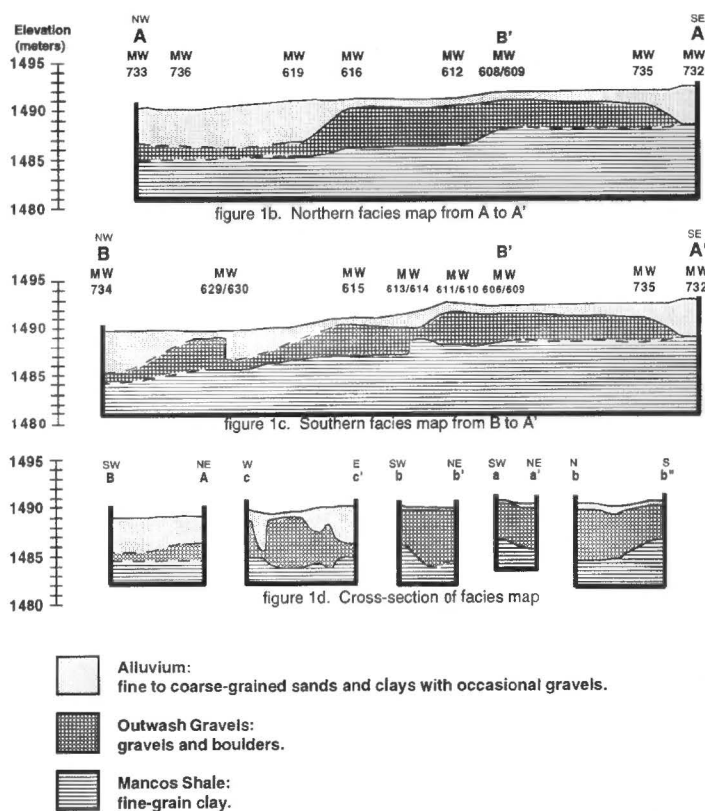 Elevation
(meters)
NW
A
B'
SE
A'
MW MW MW MW MW MW MW MW
733 736 619 616 612 608/609 735 732
1495
1490
1485
1480
figure 1b. Northern facies map from A to A'
NW
B
B'
SE
A'
MW MW MW MW MW MW MW MW
734 629/630 615 613/614 611/610 606/609 735 732
1495
1490
1485
1480
figure 1c. Southern facies map from B to A'
1495
1490
1485
1480
SW NE W E SW NE SW NE N S
B A c c' b b' a a' b b"
figure 1d. Cross-section of facies map
Alluvium:
fine to coarse-grained sands and clays with occasional gravels.
Outwash Gravels:
gravels and boulders.
Mancos Shale:
fine-grain clay.